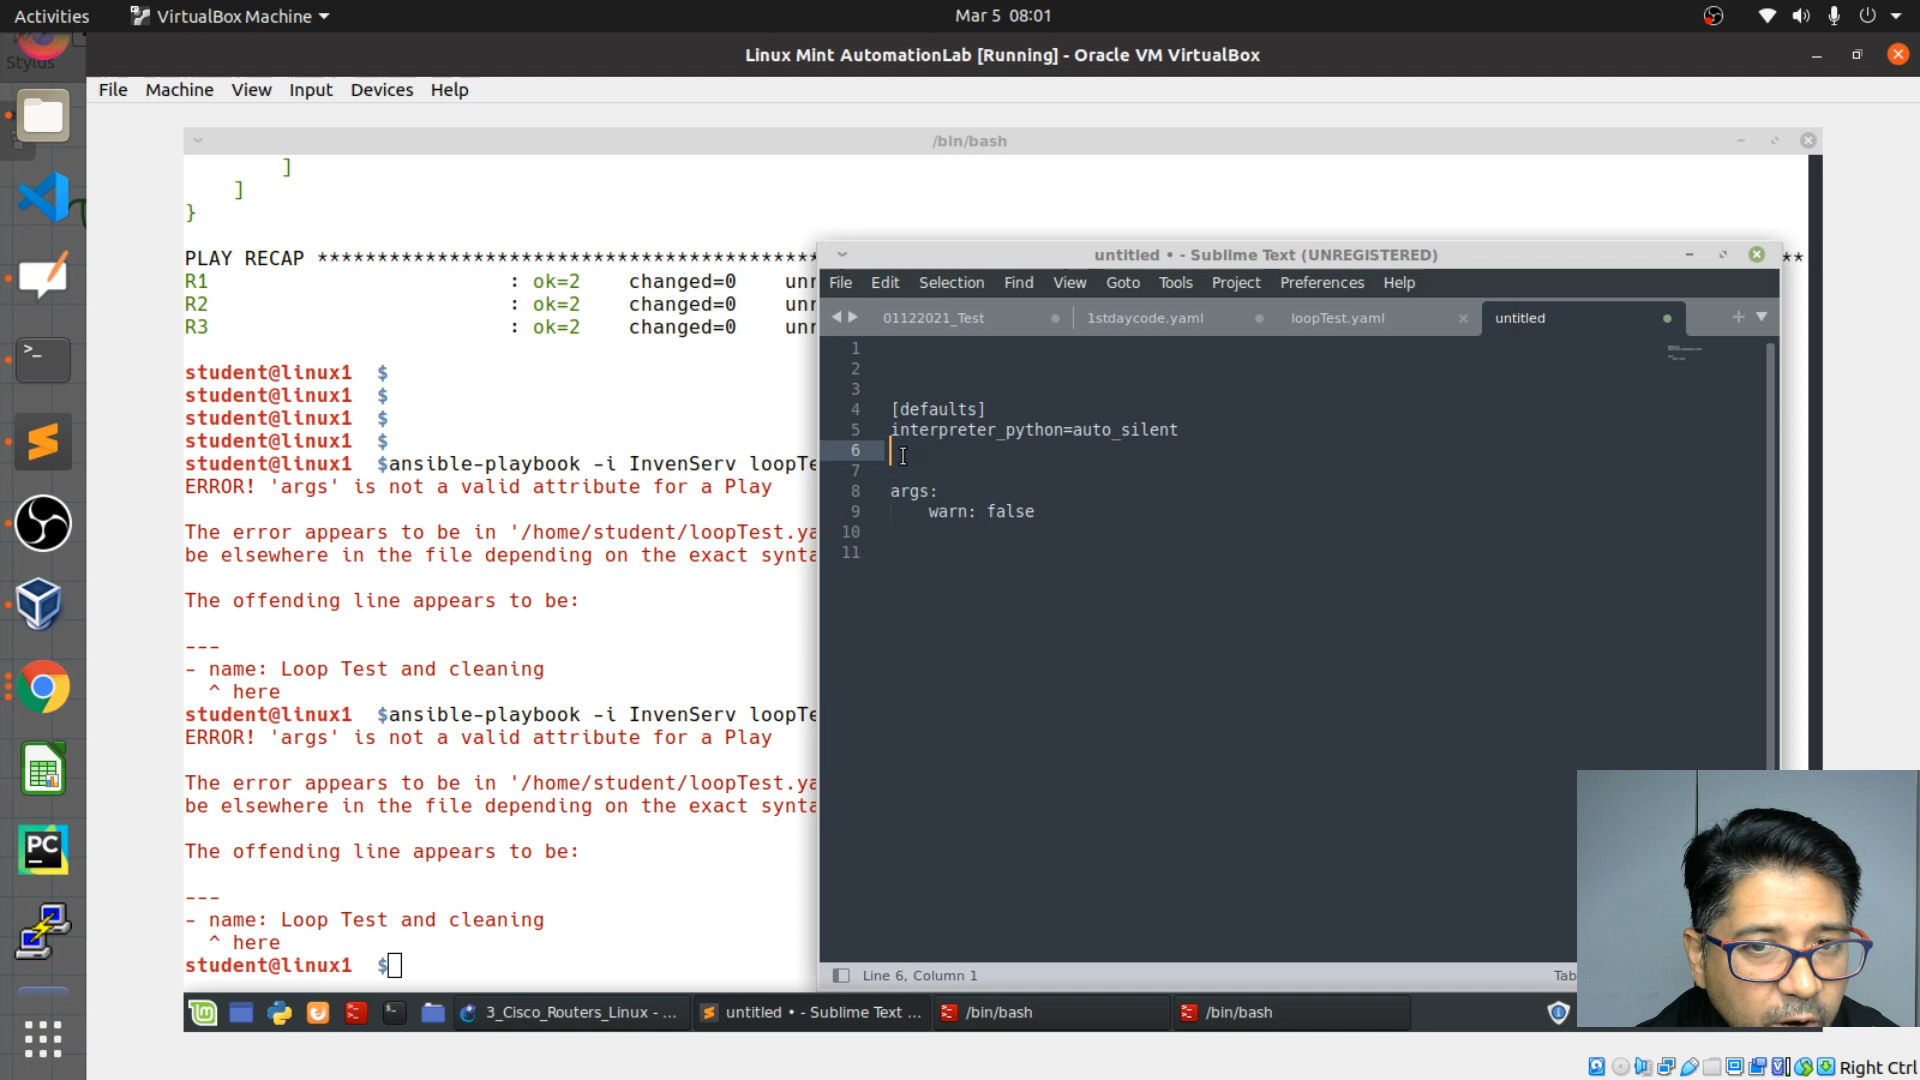 Activities
VirtualBox Machine
Mar 5 08:01
Stylus
Linux Mint AutomationLab [Running] - Oracle VM VirtualBox
File Machine View Input Devices Help
/bin/bash
]
]
}
PLAY RECAP ******************************************
**
R1 : ok=2 changed=0 unr
R2 : ok=2 changed=0 unr
R3 : ok=2 changed=0 unr
student@linux1 $
student@linux1 $
student@linux1 $
student@linux1 $
student@linux1 $ansible-playbook -i InvenServ loopTe
ERROR! 'args' is not a valid attribute for a Play
The error appears to be in '/home/student/loopTest.ya
be elsewhere in the file depending on the exact synta
The offending line appears to be:
---
- name: Loop Test and cleaning
^ here
student@linux1 $ansible-playbook -i InvenServ loopTe
ERROR! 'args' is not a valid attribute for a Play
The error appears to be in '/home/student/loopTest.ya
be elsewhere in the file depending on the exact synta
The offending line appears to be:
---
- name: Loop Test and cleaning
^ here
student@linux1 $
untitled • - Sublime Text (UNREGISTERED)
File Edit Selection Find View Goto Tools Project Preferences Help
01122021_Test 1stdaycode.yaml loopTest.yaml untitled
1
2
3
4 [defaults]
5 interpreter_python=auto_silent
6
7
8 args:
9 warn: false
10
11
Line 6, Column 1
Tab
PC
3_Cisco_Routers_Linux - ...
untitled • - Sublime Text ...
/bin/bash
/bin/bash
Right Ctrl